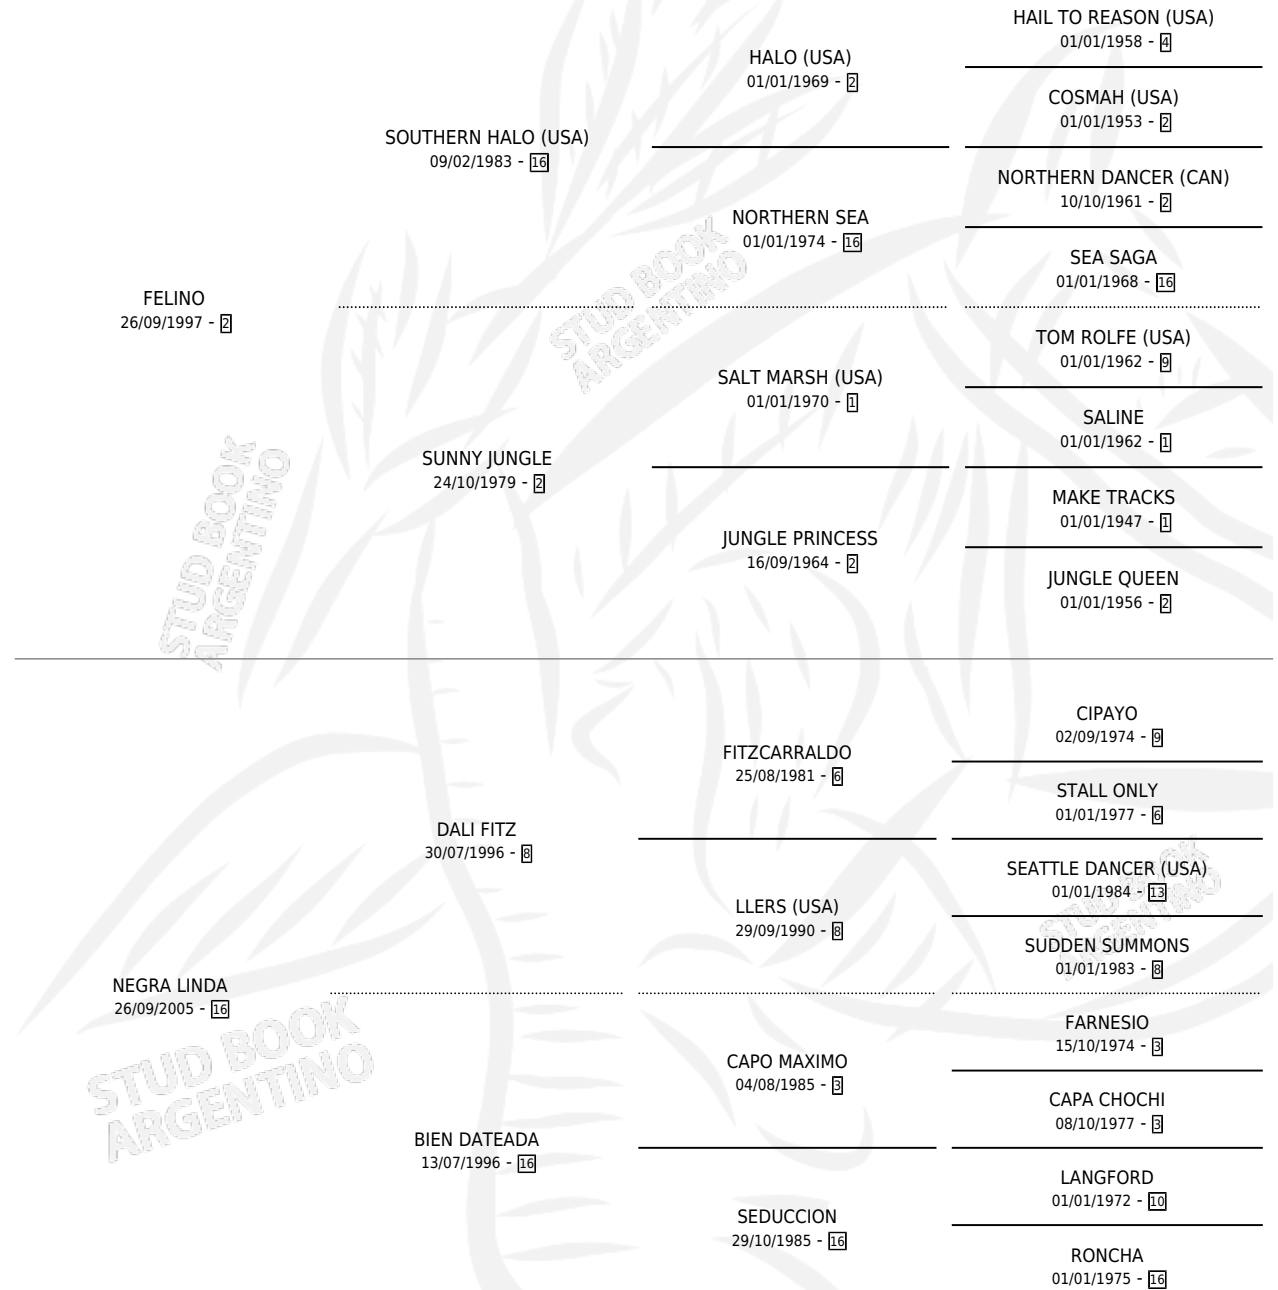 HAIL TO REASON (USA)
01/01/1958 - 4
HALO (USA)
01/01/1969 - 2
COSMAH (USA)
01/01/1953 - 2
SOUTHERN HALO (USA)
09/02/1983 - 16
NORTHERN DANCER (CAN)
10/10/1961 - 2
NORTHERN SEA
01/01/1974 - 16
SEA SAGA
01/01/1968 - 16
FELINO
26/09/1997 - 2
STUD BOOK
ARGENTINO
TOM ROLFE (USA)
01/01/1962 - 9
SALT MARSH (USA)
01/01/1970 - 1
SALINE
01/01/1962 - 1
SUNNY JUNGLE
24/10/1979 - 2
MAKE TRACKS
01/01/1947 - 1
JUNGLE PRINCESS
16/09/1964 - 2
JUNGLE QUEEN
01/01/1956 - 2
STUD BOOK
ARGENTINO
CIPAYO
02/09/1974 - 9
FITZCARRALDO
25/08/1981 - 6
STALL ONLY
01/01/1977 - 6
DALI FITZ
30/07/1996 - 8
SEATTLE DANCER (USA)
01/01/1984 - 13
LLERS (USA)
29/09/1990 - 8
STUD BOOK
ARGENTINO
SUDDEN SUMMONS
01/01/1983 - 8
NEGRA LINDA
26/09/2005 - 16
STUD BOOK
ARGENTINO
FARNESIO
15/10/1974 - 3
CAPO MAXIMO
04/08/1985 - 3
CAPA CHOCHI
08/10/1977 - 3
BIEN DATEADA
13/07/1996 - 16
LANGFORD
01/01/1972 - 10
SEDUCCION
29/10/1985 - 16
RONCHA
01/01/1975 - 16